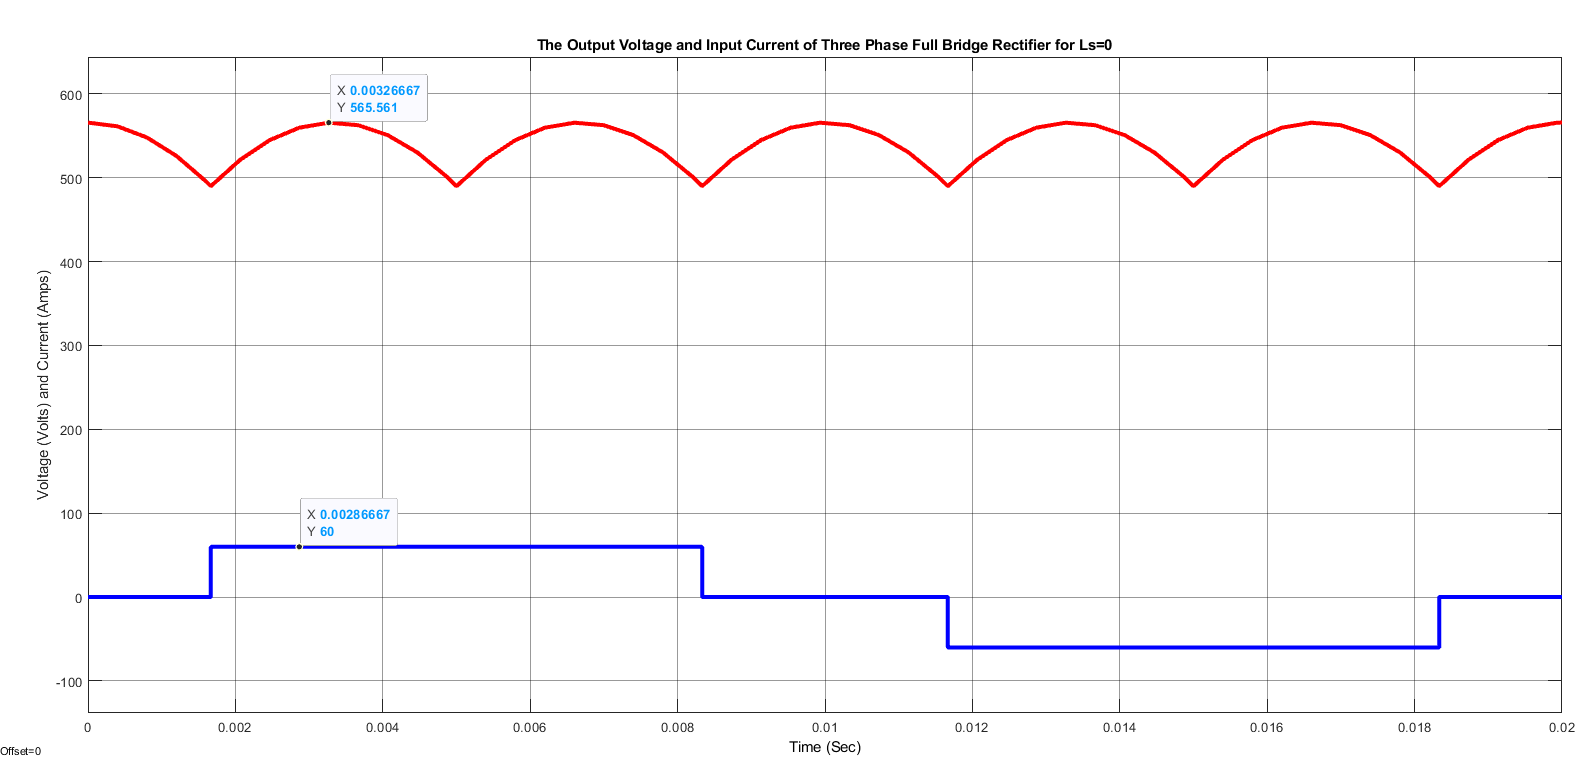 The Output Voltage and Input Current of Three Phase Full Bridge Rectifier for Ls=0
X 0.00326667
Y 565.561
X 0.00286667
Y 60
Voltage (Volts) and Current (Amps)
600
500
400
300
200
100
0
-100
0 0.002 0.004 0.006 0.008 0.01 0.012 0.014 0.016 0.018 0.02
Time (Sec)
Offset=0